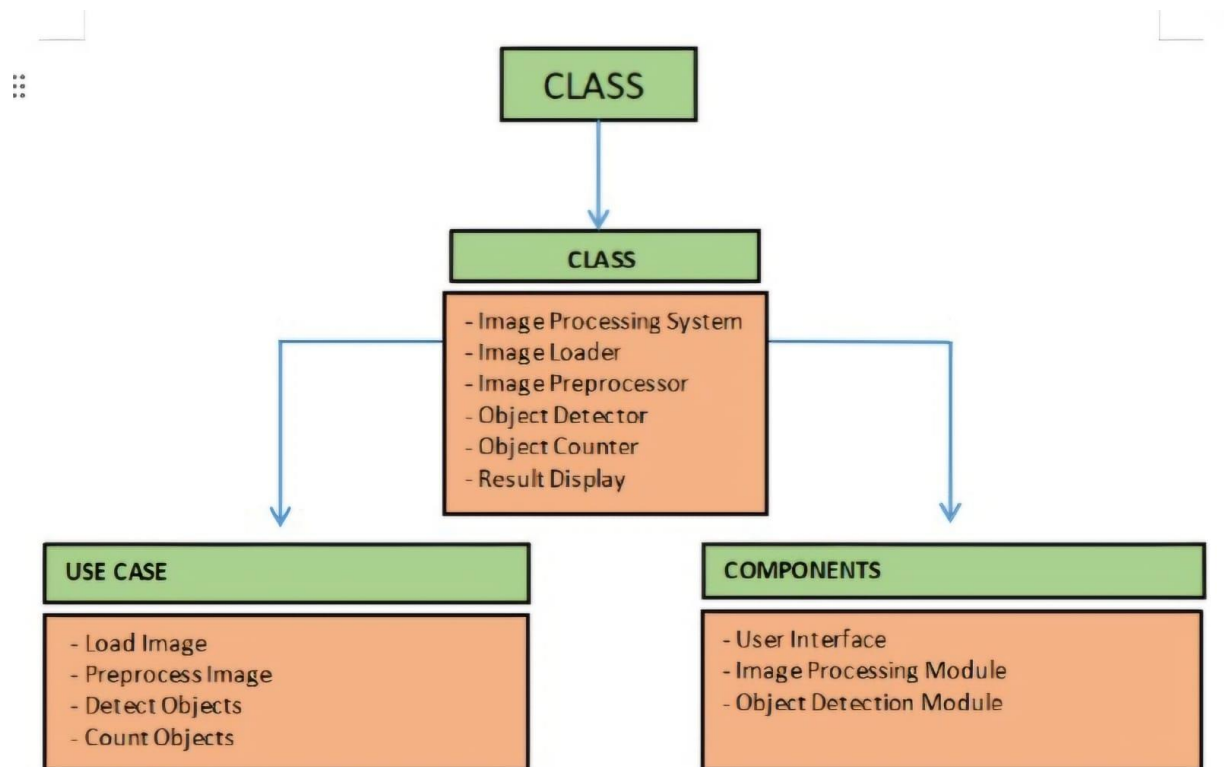 CLASS
CLASS
- Image Processing System
- Image Loader
- Image Preprocessor
- Object Detector
- Object Counter
- Result Display
USE CASE
- Load Image
- Preprocess Image
- Detect Objects
- Count Objects
COMPONENTS
- User Interface
- Image Processing Module
- Object Detection Module